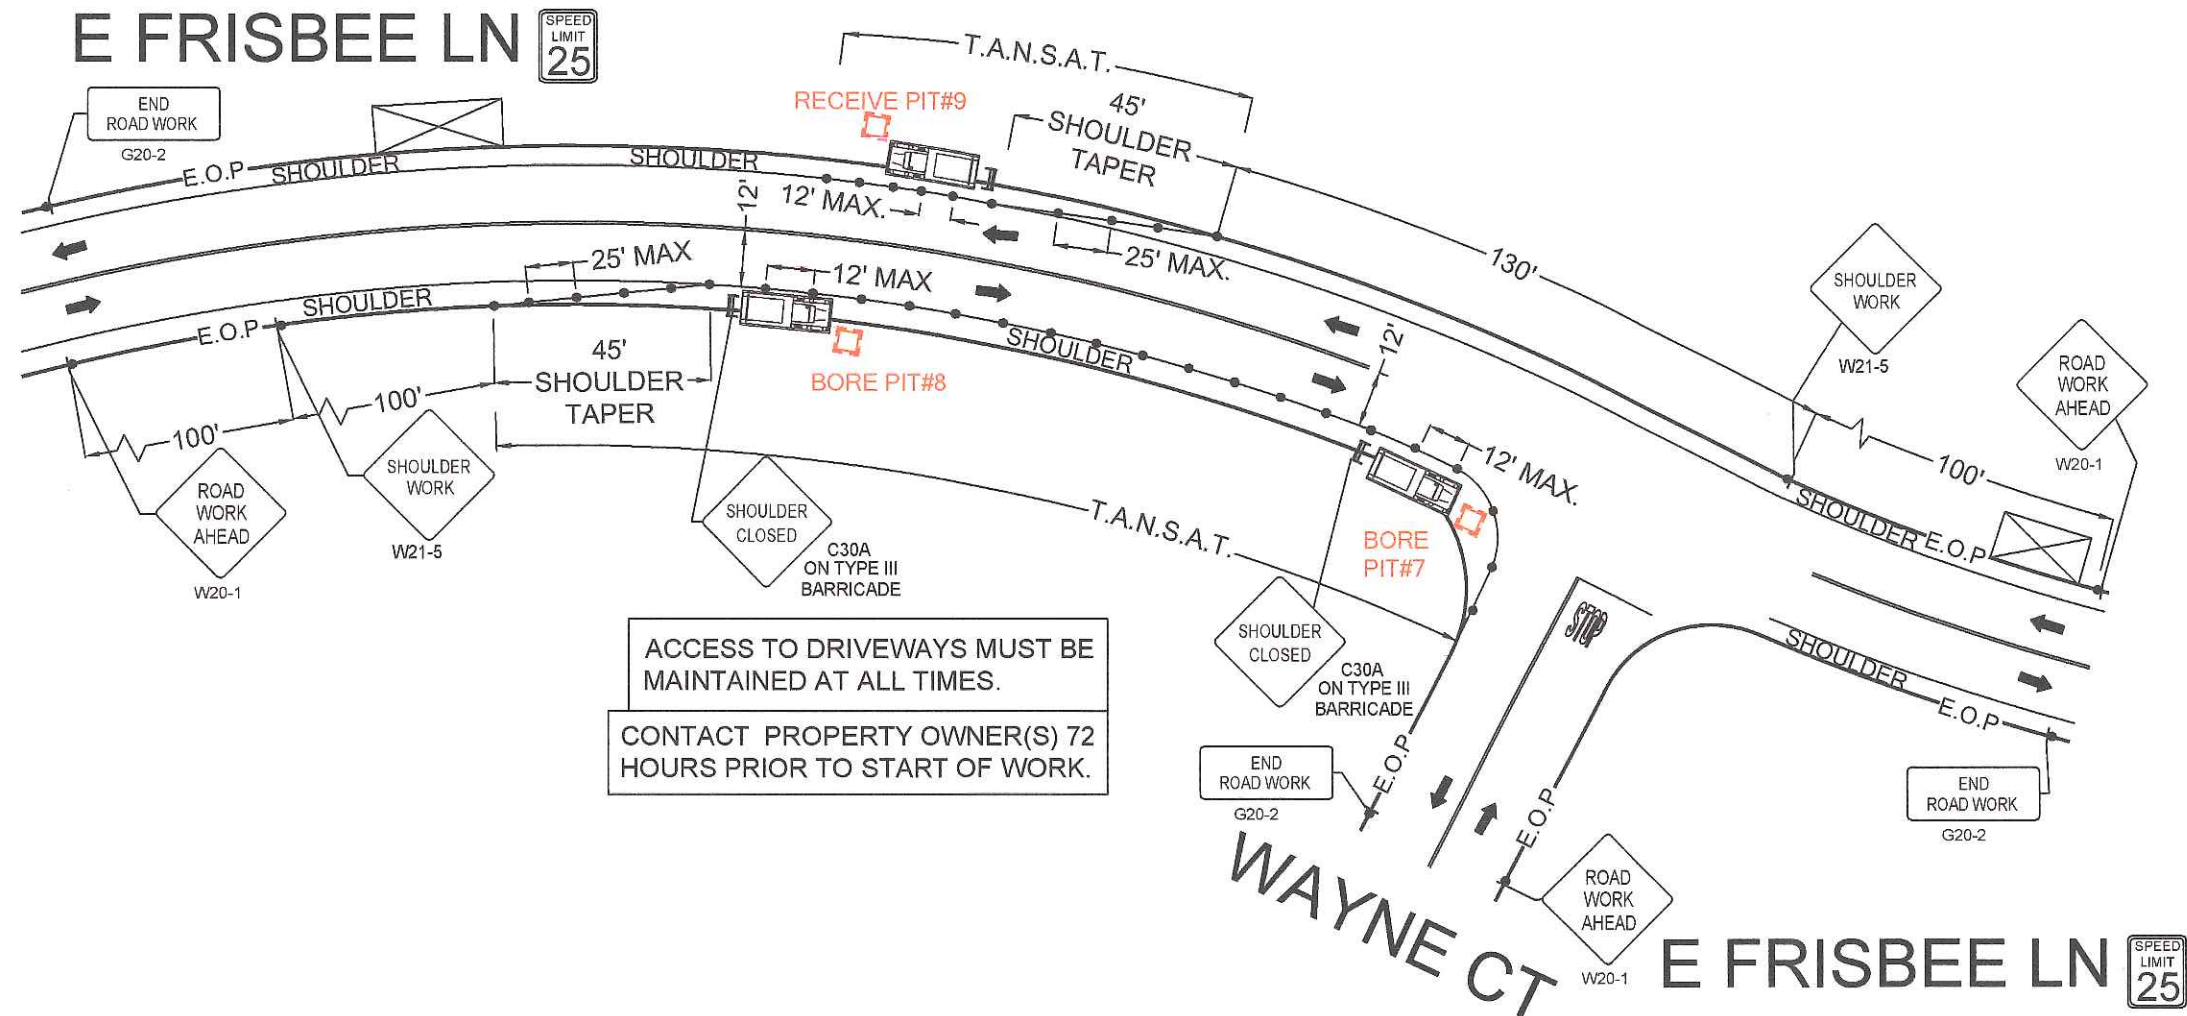 E FRISBEE LN
SPEED
LIMIT
25
END
ROAD WORK
G20-2
E.O.P
SHOULDER
SHOULDER
RECEIVE PIT#9
T.A.N.S.A.T.
45'
SHOULDER
TAPER
12' MAX.
12'
25' MAX.
130'
SHOULDER
WORK
W21-5
ROAD
WORK
AHEAD
W20-1
100'
SHOULDER
E.O.P
25' MAX
12' MAX
SHOULDER
E.O.P
SHOULDER
12'
45'
SHOULDER
TAPER
BORE PIT#8
100'
100'
ROAD
WORK
AHEAD
W20-1
SHOULDER
WORK
W21-5
SHOULDER
CLOSED
C30A
ON TYPE III
BARRICADE
T.A.N.S.A.T.
12' MAX.
BORE
PIT#7
SHOULDER
CLOSED
C30A
ON TYPE III
BARRICADE
STOP
SHOULDER
E.O.P
ACCESS TO DRIVEWAYS MUST BE
MAINTAINED AT ALL TIMES.
CONTACT PROPERTY OWNER(S) 72
HOURS PRIOR TO START OF WORK.
END
ROAD WORK
G20-2
E.O.P
E.O.P
END
ROAD WORK
G20-2
WAYNE CT
ROAD
WORK
AHEAD
W20-1
E FRISBEE LN
SPEED
LIMIT
25